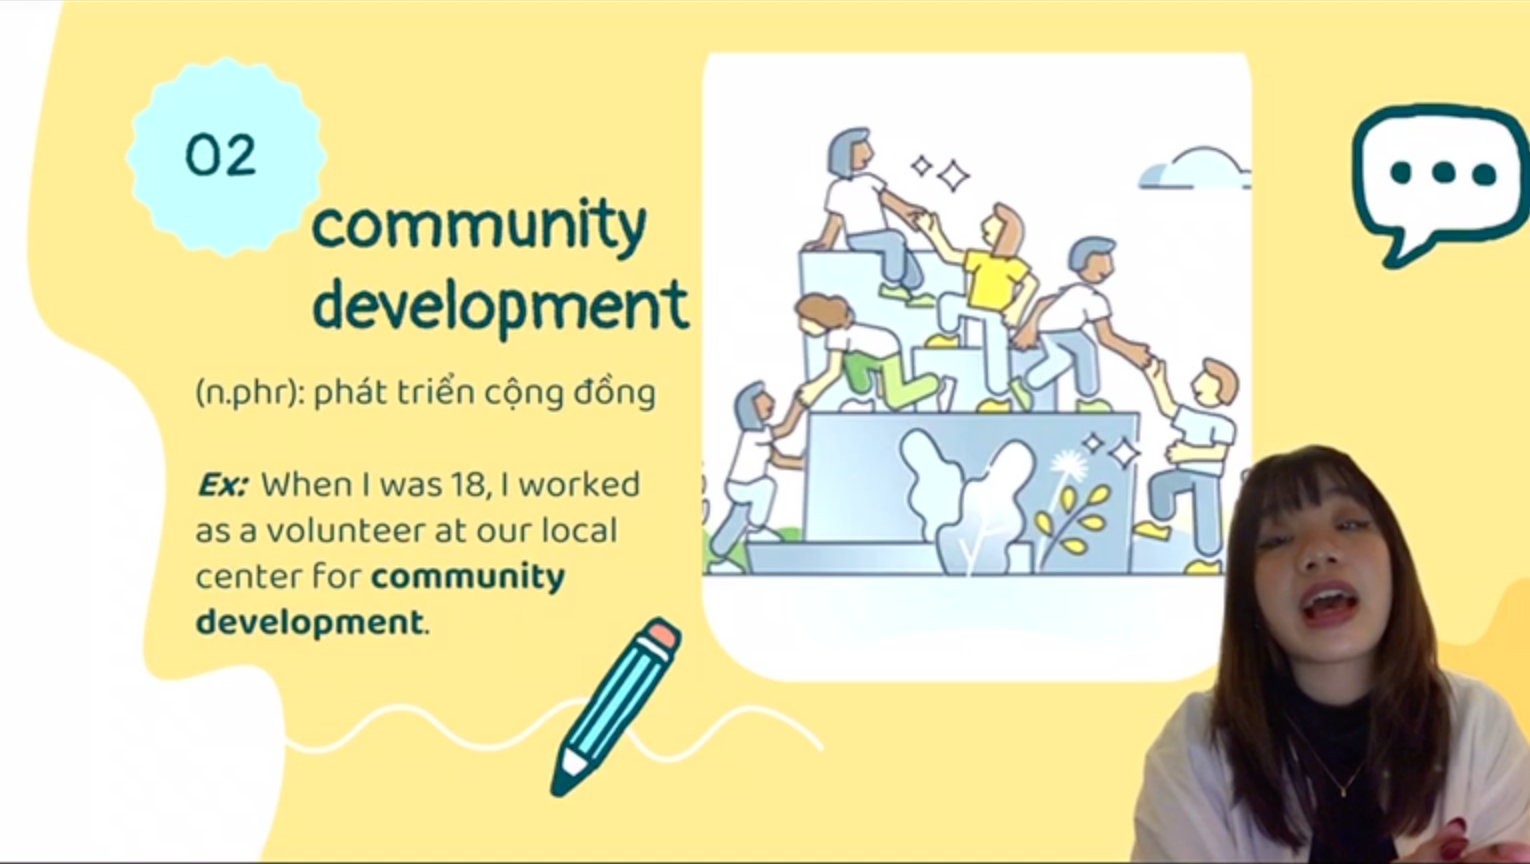 02
community
development
(n.phr): phát triển cộng đồng
Ex: When I was 18, I worked
as a volunteer at our local
center for community
development.